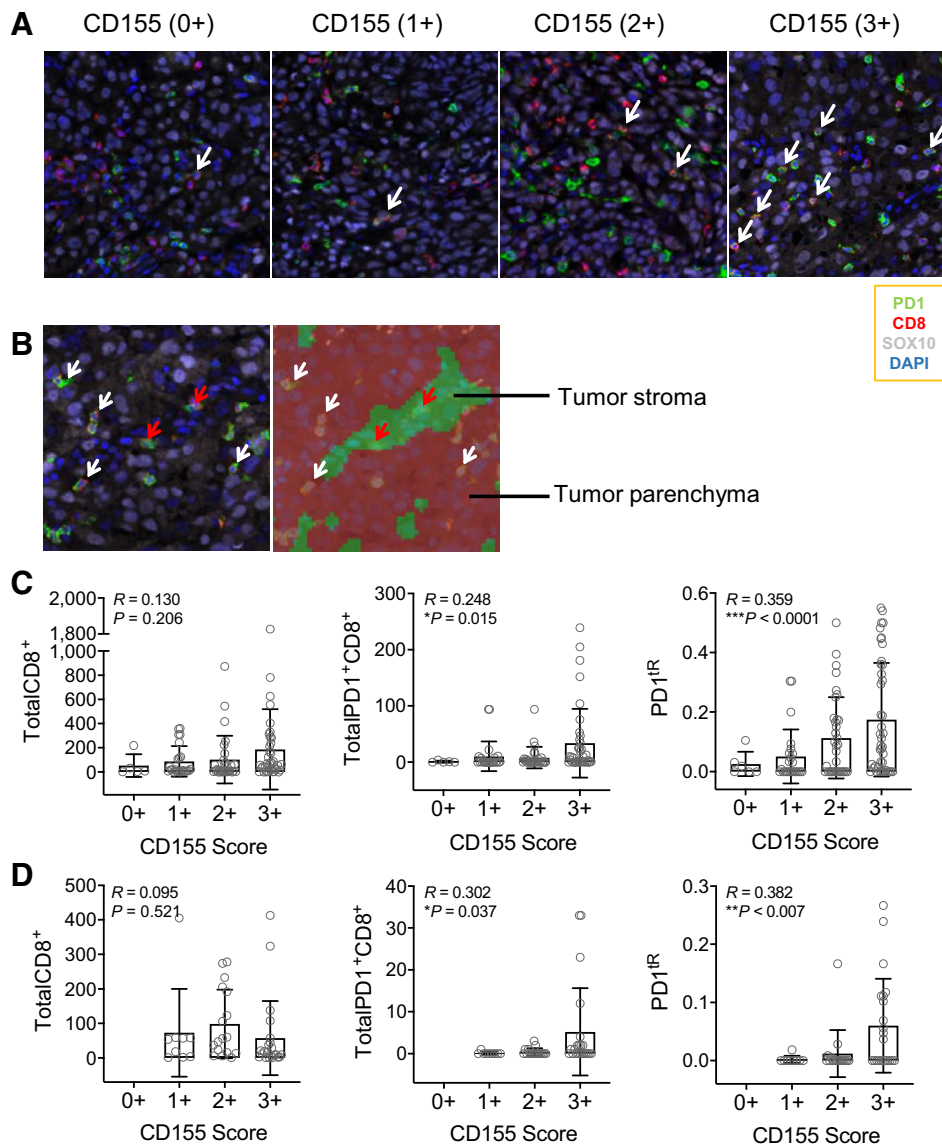 A
CD155 (0+) CD155 (1+) CD155 (2+) CD155 (3+)
PD1
CD8
SOX10
DAPI
B
Tumor stroma
Tumor parenchyma
C
R = 0.130
P = 0.206
TotalCD8⁺
2,000
1,800
1,000
800
600
400
200
0
0+ 1+ 2+ 3+
CD155 Score
R = 0.248
*P = 0.015
TotalPD1⁺CD8⁺
300
200
100
0
0+ 1+ 2+ 3+
CD155 Score
R = 0.359
***P < 0.0001
PD1ᵗᴿ
0.6
0.4
0.2
0.0
0+ 1+ 2+ 3+
CD155 Score
D
R = 0.095
P = 0.521
TotalCD8⁺
500
400
300
200
100
0
0+ 1+ 2+ 3+
CD155 Score
R = 0.302
*P = 0.037
TotalPD1⁺CD8⁺
40
30
20
10
0
0+ 1+ 2+ 3+
CD155 Score
R = 0.382
**P < 0.007
PD1ᵗᴿ
0.3
0.2
0.1
0.0
0+ 1+ 2+ 3+
CD155 Score